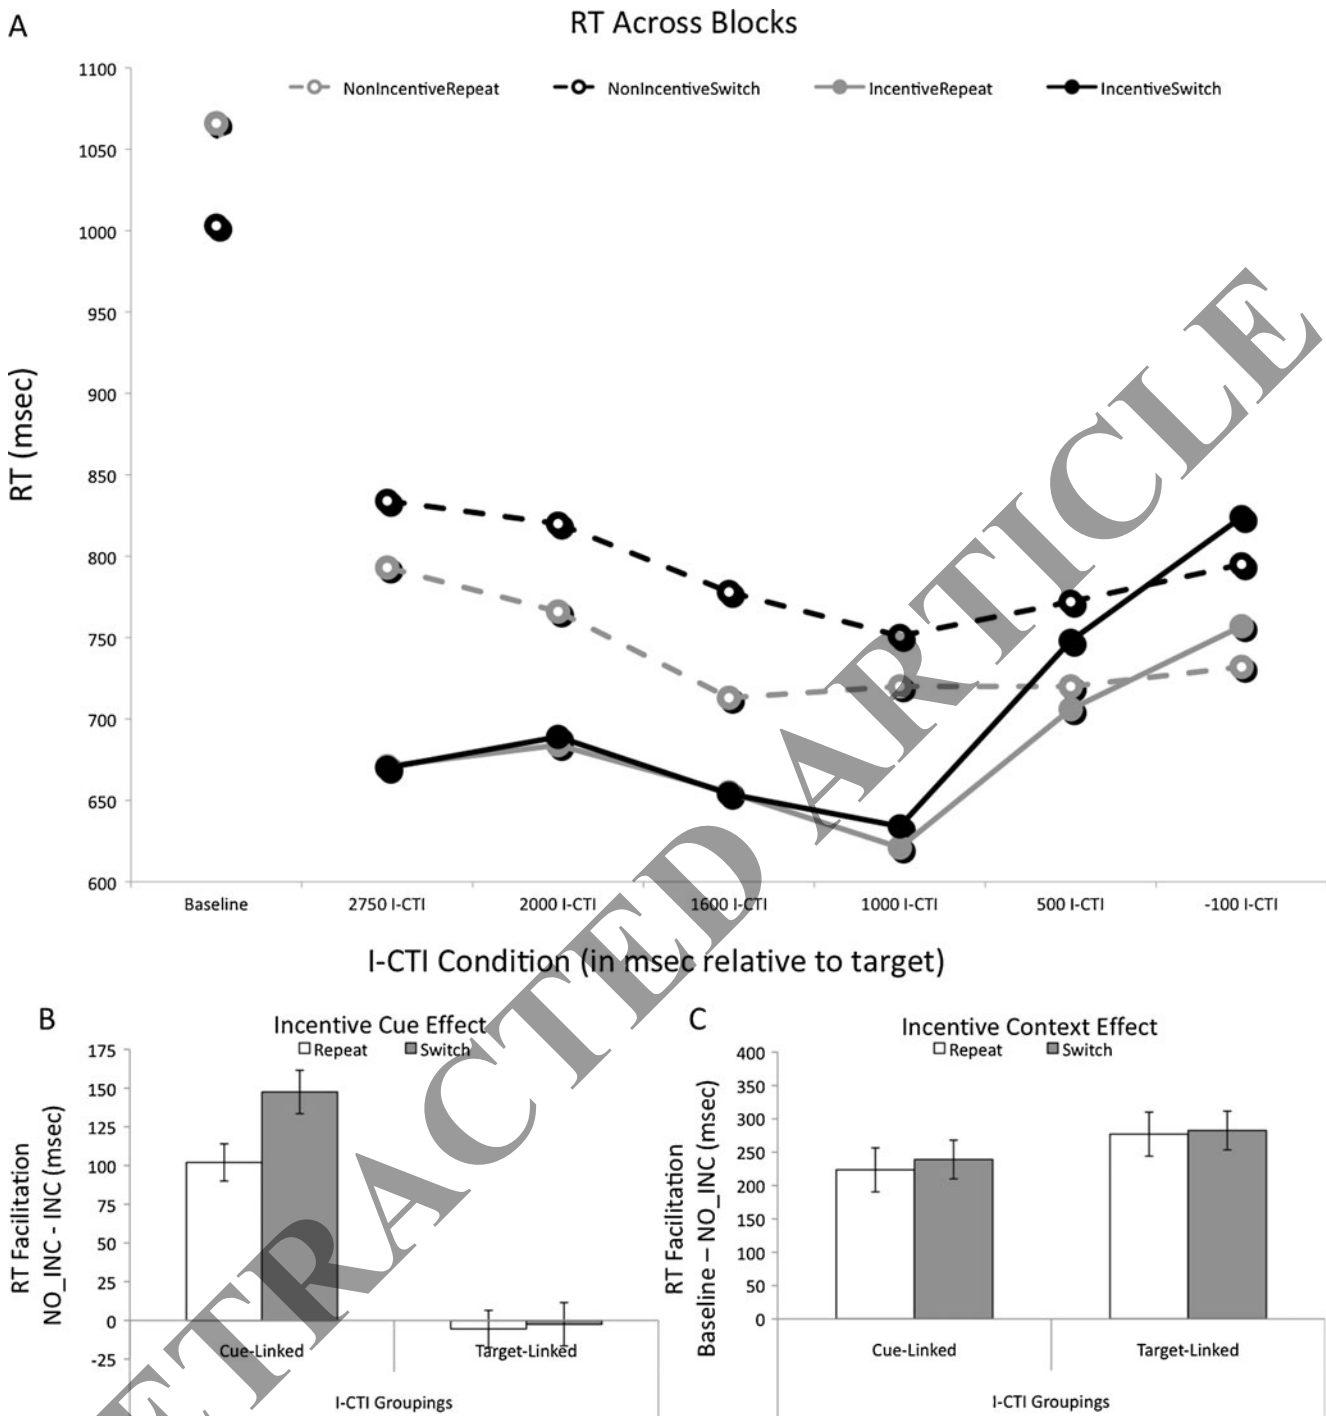 A
RT Across Blocks
NonIncentiveRepeat NonIncentiveSwitch IncentiveRepeat IncentiveSwitch
RT (msec)
1100
1050
1000
950
900
850
800
750
700
650
600
Baseline 2750 I-CTI 2000 I-CTI 1600 I-CTI 1000 I-CTI 500 I-CTI -100 I-CTI
I-CTI Condition (in msec relative to target)
B
Incentive Cue Effect
Repeat Switch
RT Facilitation
NO_INC - INC (msec)
175
150
125
100
75
50
25
0
-25
Cue-Linked Target-Linked
I-CTI Groupings
C
Incentive Context Effect
Repeat Switch
RT Facilitation
Baseline – NO_INC (msec)
400
350
300
250
200
150
100
50
0
Cue-Linked Target-Linked
I-CTI Groupings
ETRACTED ARTICLE